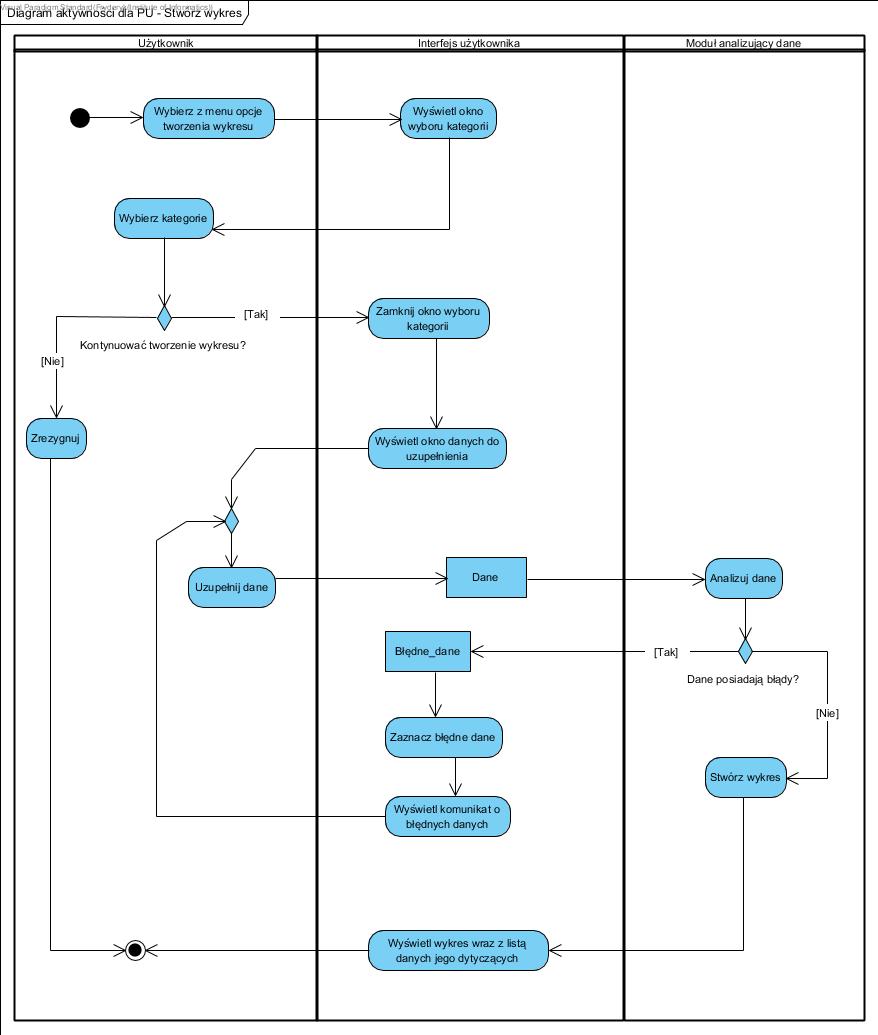 Visual Paradigm Standard(Fryderyk(Institute of Informatics))
Diagram aktywności dla PU - Stwórz wykres
Użytkownik
Interfejs użytkownika
Moduł analizujący dane
Wybierz z menu opcje
tworzenia wykresu
Wyświetl okno
wyboru kategorii
Wybierz kategorie
[Tak]
Zamknij okno wyboru
kategorii
Kontynuować tworzenie wykresu?
[Nie]
Zrezygnuj
Wyświetl okno danych do
uzupełnienia
Uzupełnij dane
Dane
Analizuj dane
Błędne_dane
[Tak]
Dane posiadają błądy?
[Nie]
Zaznacz błędne dane
Stwórz wykres
Wyświetl komunikat o
błędnych danych
Wyświetl wykres wraz z listą
danych jego dytyczących